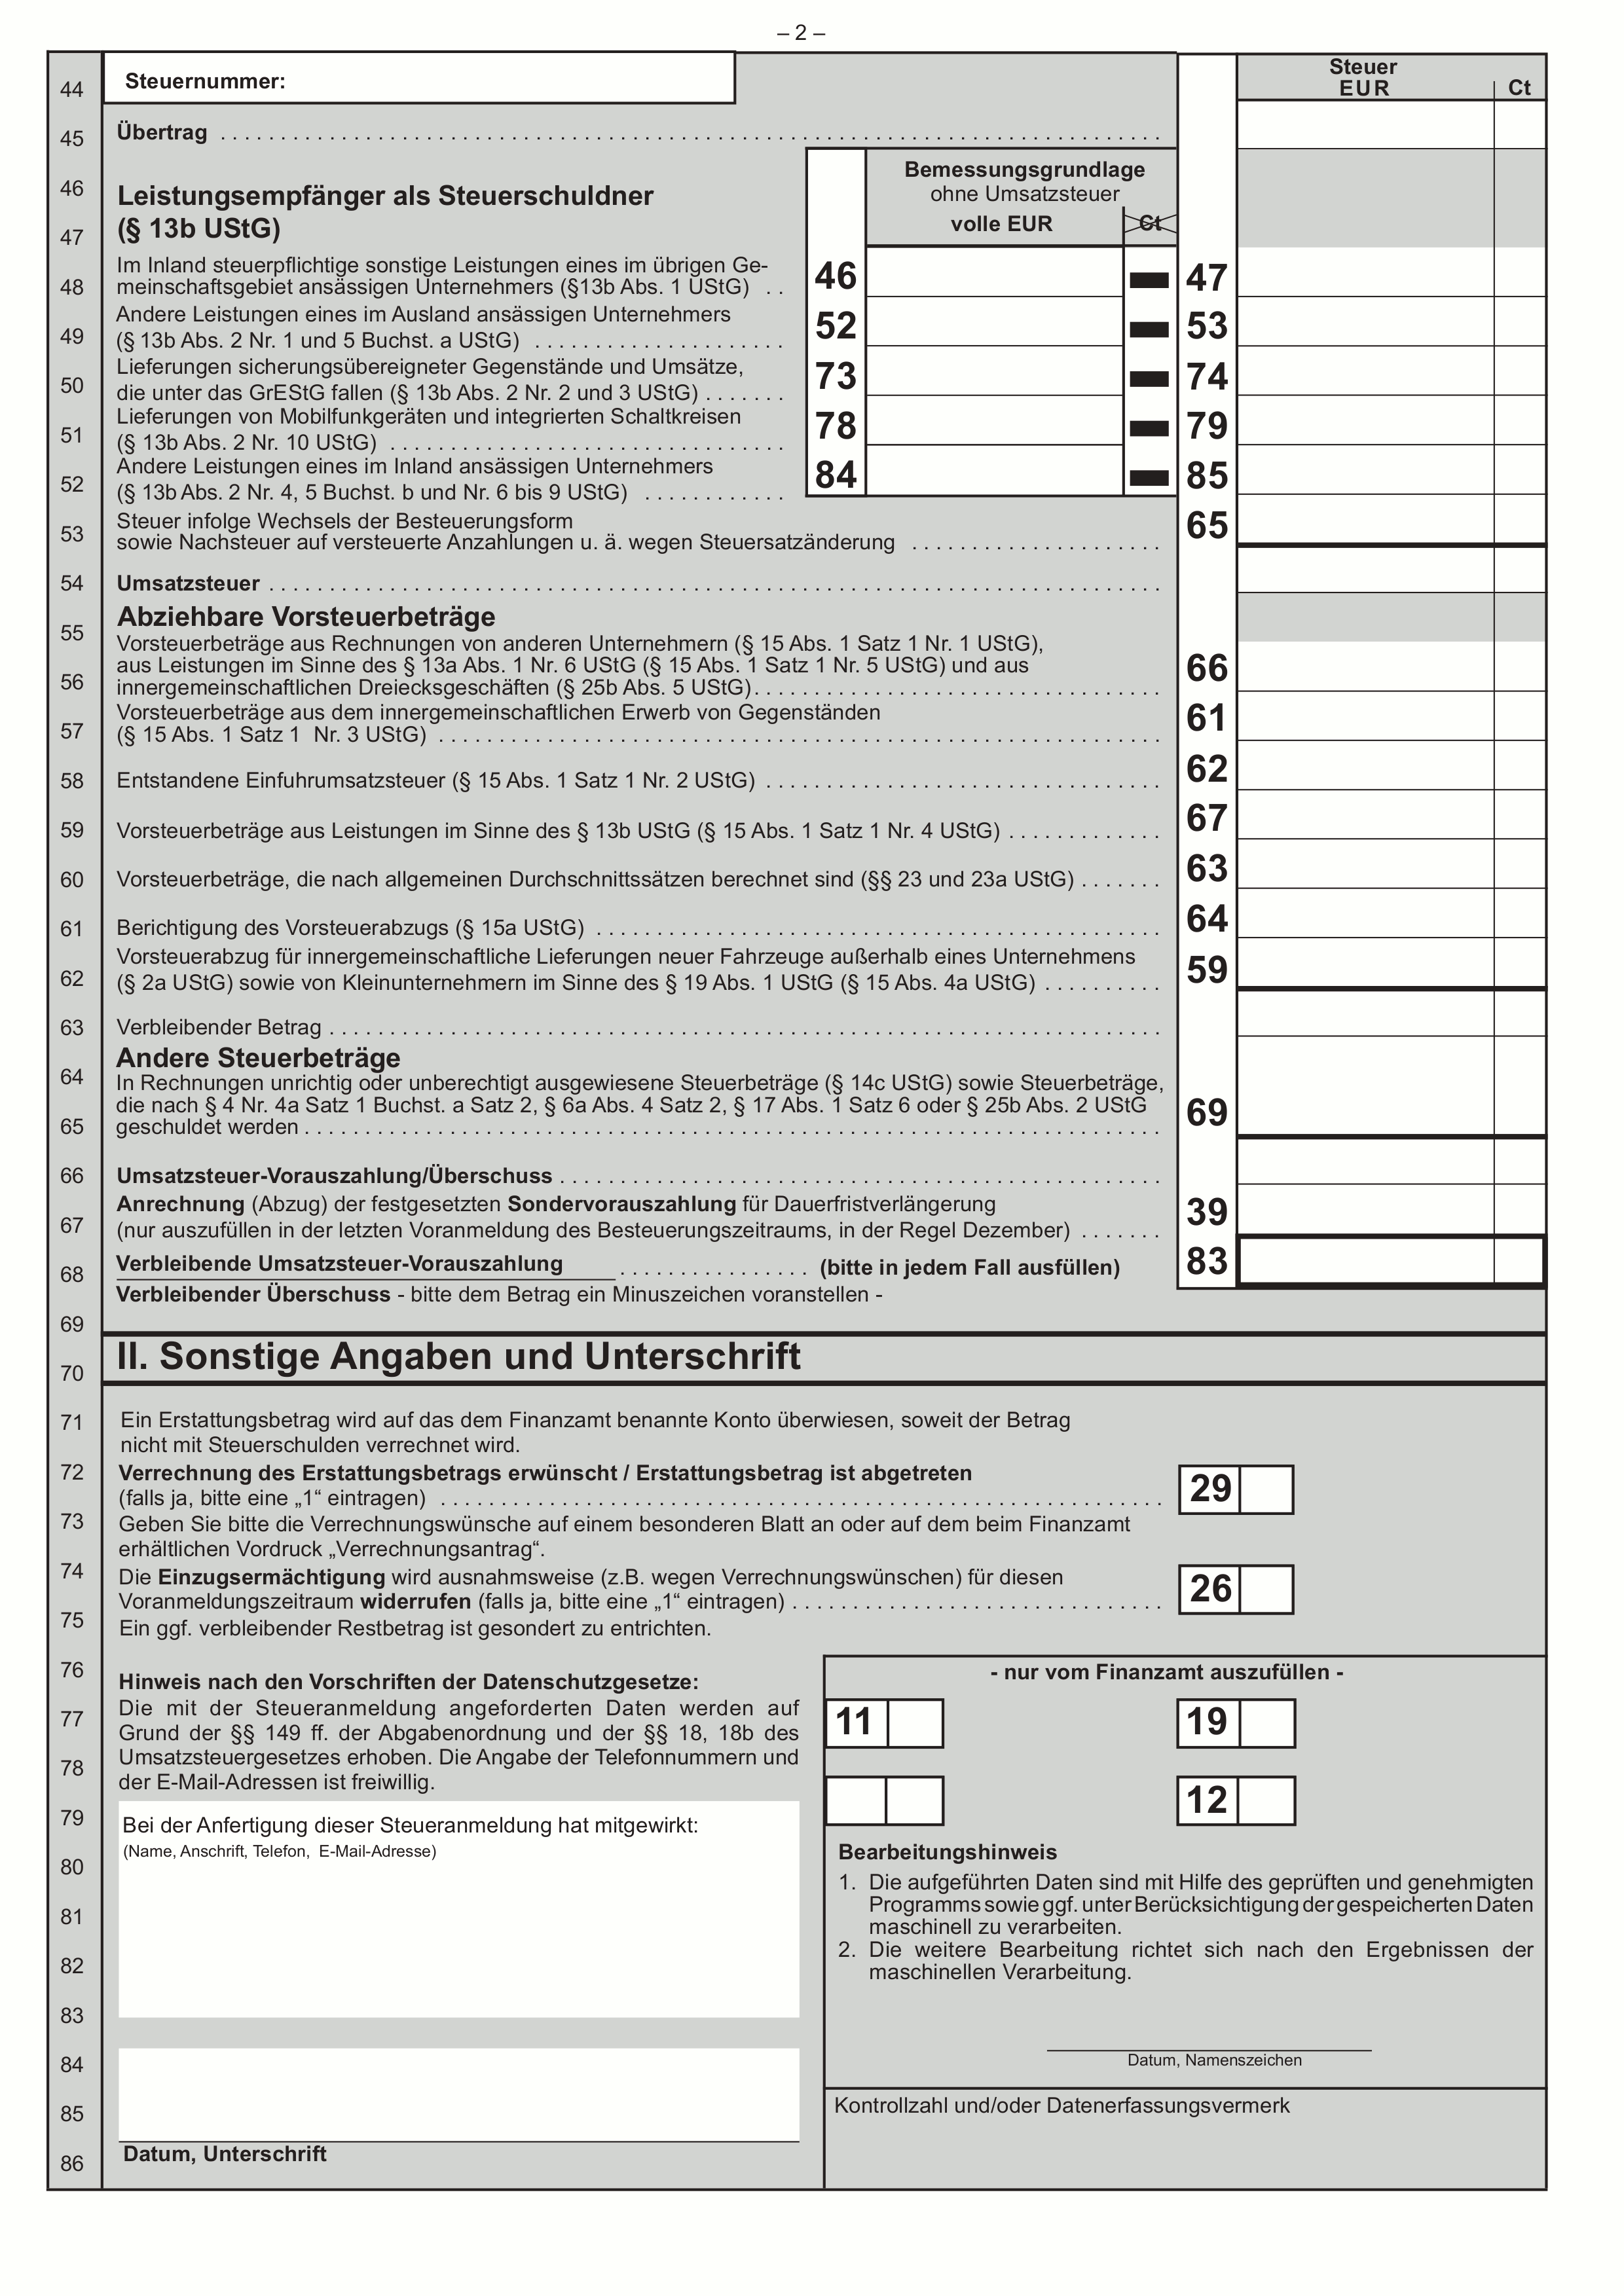 – 2 –
44 Steuernummer: Steuer
EUR Ct
45 Übertrag
46 Leistungsempfänger als Steuerschuldner Bemessungsgrundlage
ohne Umsatzsteuer
47 (§ 13b UStG) volle EUR Ct
Im Inland steuerpflichtige sonstige Leistungen eines im übrigen Ge-
48 meinschaftsgebiet ansässigen Unternehmers (§13b Abs. 1 UStG) . . 46 47
Andere Leistungen eines im Ausland ansässigen Unternehmers
49 (§ 13b Abs. 2 Nr. 1 und 5 Buchst. a UStG) 52 53
Lieferungen sicherungsübereigneter Gegenstände und Umsätze,
50 die unter das GrEStG fallen (§ 13b Abs. 2 Nr. 2 und 3 UStG) 73 74
Lieferungen von Mobilfunkgeräten und integrierten Schaltkreisen
51 (§ 13b Abs. 2 Nr. 10 UStG) 78 79
Andere Leistungen eines im Inland ansässigen Unternehmers
52 (§ 13b Abs. 2 Nr. 4, 5 Buchst. b und Nr. 6 bis 9 UStG) 84 85
Steuer infolge Wechsels der Besteuerungsform
53 sowie Nachsteuer auf versteuerte Anzahlungen u. ä. wegen Steuersatzänderung 65
54 Umsatzsteuer
Abziehbare Vorsteuerbeträge
55 Vorsteuerbeträge aus Rechnungen von anderen Unternehmern (§ 15 Abs. 1 Satz 1 Nr. 1 UStG),
aus Leistungen im Sinne des § 13a Abs. 1 Nr. 6 UStG (§ 15 Abs. 1 Satz 1 Nr. 5 UStG) und aus
56 innergemeinschaftlichen Dreiecksgeschäften (§ 25b Abs. 5 UStG) 66
Vorsteuerbeträge aus dem innergemeinschaftlichen Erwerb von Gegenständen
57 (§ 15 Abs. 1 Satz 1 Nr. 3 UStG) 61
58 Entstandene Einfuhrumsatzsteuer (§ 15 Abs. 1 Satz 1 Nr. 2 UStG) 62
59 Vorsteuerbeträge aus Leistungen im Sinne des § 13b UStG (§ 15 Abs. 1 Satz 1 Nr. 4 UStG) 67
60 Vorsteuerbeträge, die nach allgemeinen Durchschnittssätzen berechnet sind (§§ 23 und 23a UStG) 63
61 Berichtigung des Vorsteuerabzugs (§ 15a UStG) 64
Vorsteuerabzug für innergemeinschaftliche Lieferungen neuer Fahrzeuge außerhalb eines Unternehmens
62 (§ 2a UStG) sowie von Kleinunternehmern im Sinne des § 19 Abs. 1 UStG (§ 15 Abs. 4a UStG) 59
63 Verbleibender Betrag
Andere Steuerbeträge
64 In Rechnungen unrichtig oder unberechtigt ausgewiesene Steuerbeträge (§ 14c UStG) sowie Steuerbeträge,
die nach § 4 Nr. 4a Satz 1 Buchst. a Satz 2, § 6a Abs. 4 Satz 2, § 17 Abs. 1 Satz 6 oder § 25b Abs. 2 UStG
65 geschuldet werden 69
66 Umsatzsteuer-Vorauszahlung/Überschuss
Anrechnung (Abzug) der festgesetzten Sondervorauszahlung für Dauerfristverlängerung
67 (nur auszufüllen in der letzten Voranmeldung des Besteuerungszeitraums, in der Regel Dezember) 39
68 Verbleibende Umsatzsteuer-Vorauszahlung (bitte in jedem Fall ausfüllen) 83
Verbleibender Überschuss - bitte dem Betrag ein Minuszeichen voranstellen -
69
70 II. Sonstige Angaben und Unterschrift
71 Ein Erstattungsbetrag wird auf das dem Finanzamt benannte Konto überwiesen, soweit der Betrag
nicht mit Steuerschulden verrechnet wird.
72 Verrechnung des Erstattungsbetrags erwünscht / Erstattungsbetrag ist abgetreten
(falls ja, bitte eine „1“ eintragen) 29
73 Geben Sie bitte die Verrechnungswünsche auf einem besonderen Blatt an oder auf dem beim Finanzamt
erhältlichen Vordruck „Verrechnungsantrag“.
74 Die Einzugsermächtigung wird ausnahmsweise (z.B. wegen Verrechnungswünschen) für diesen
Voranmeldungszeitraum widerrufen (falls ja, bitte eine „1“ eintragen) 26
75 Ein ggf. verbleibender Restbetrag ist gesondert zu entrichten.
76 Hinweis nach den Vorschriften der Datenschutzgesetze:
Die mit der Steueranmeldung angeforderten Daten werden auf
77 Grund der §§ 149 ff. der Abgabenordnung und der §§ 18, 18b des
Umsatzsteuergesetzes erhoben. Die Angabe der Telefonnummern und
78 der E-Mail-Adressen ist freiwillig.
79 Bei der Anfertigung dieser Steueranmeldung hat mitgewirkt:
(Name, Anschrift, Telefon, E-Mail-Adresse)
80
81
82
83
84
85
86 Datum, Unterschrift
- nur vom Finanzamt auszufüllen -
11 19
12
Bearbeitungshinweis
1. Die aufgeführten Daten sind mit Hilfe des geprüften und genehmigten
Programms sowie ggf. unter Berücksichtigung der gespeicherten Daten
maschinell zu verarbeiten.
2. Die weitere Bearbeitung richtet sich nach den Ergebnissen der
maschinellen Verarbeitung.
Datum, Namenszeichen
Kontrollzahl und/oder Datenerfassungsvermerk